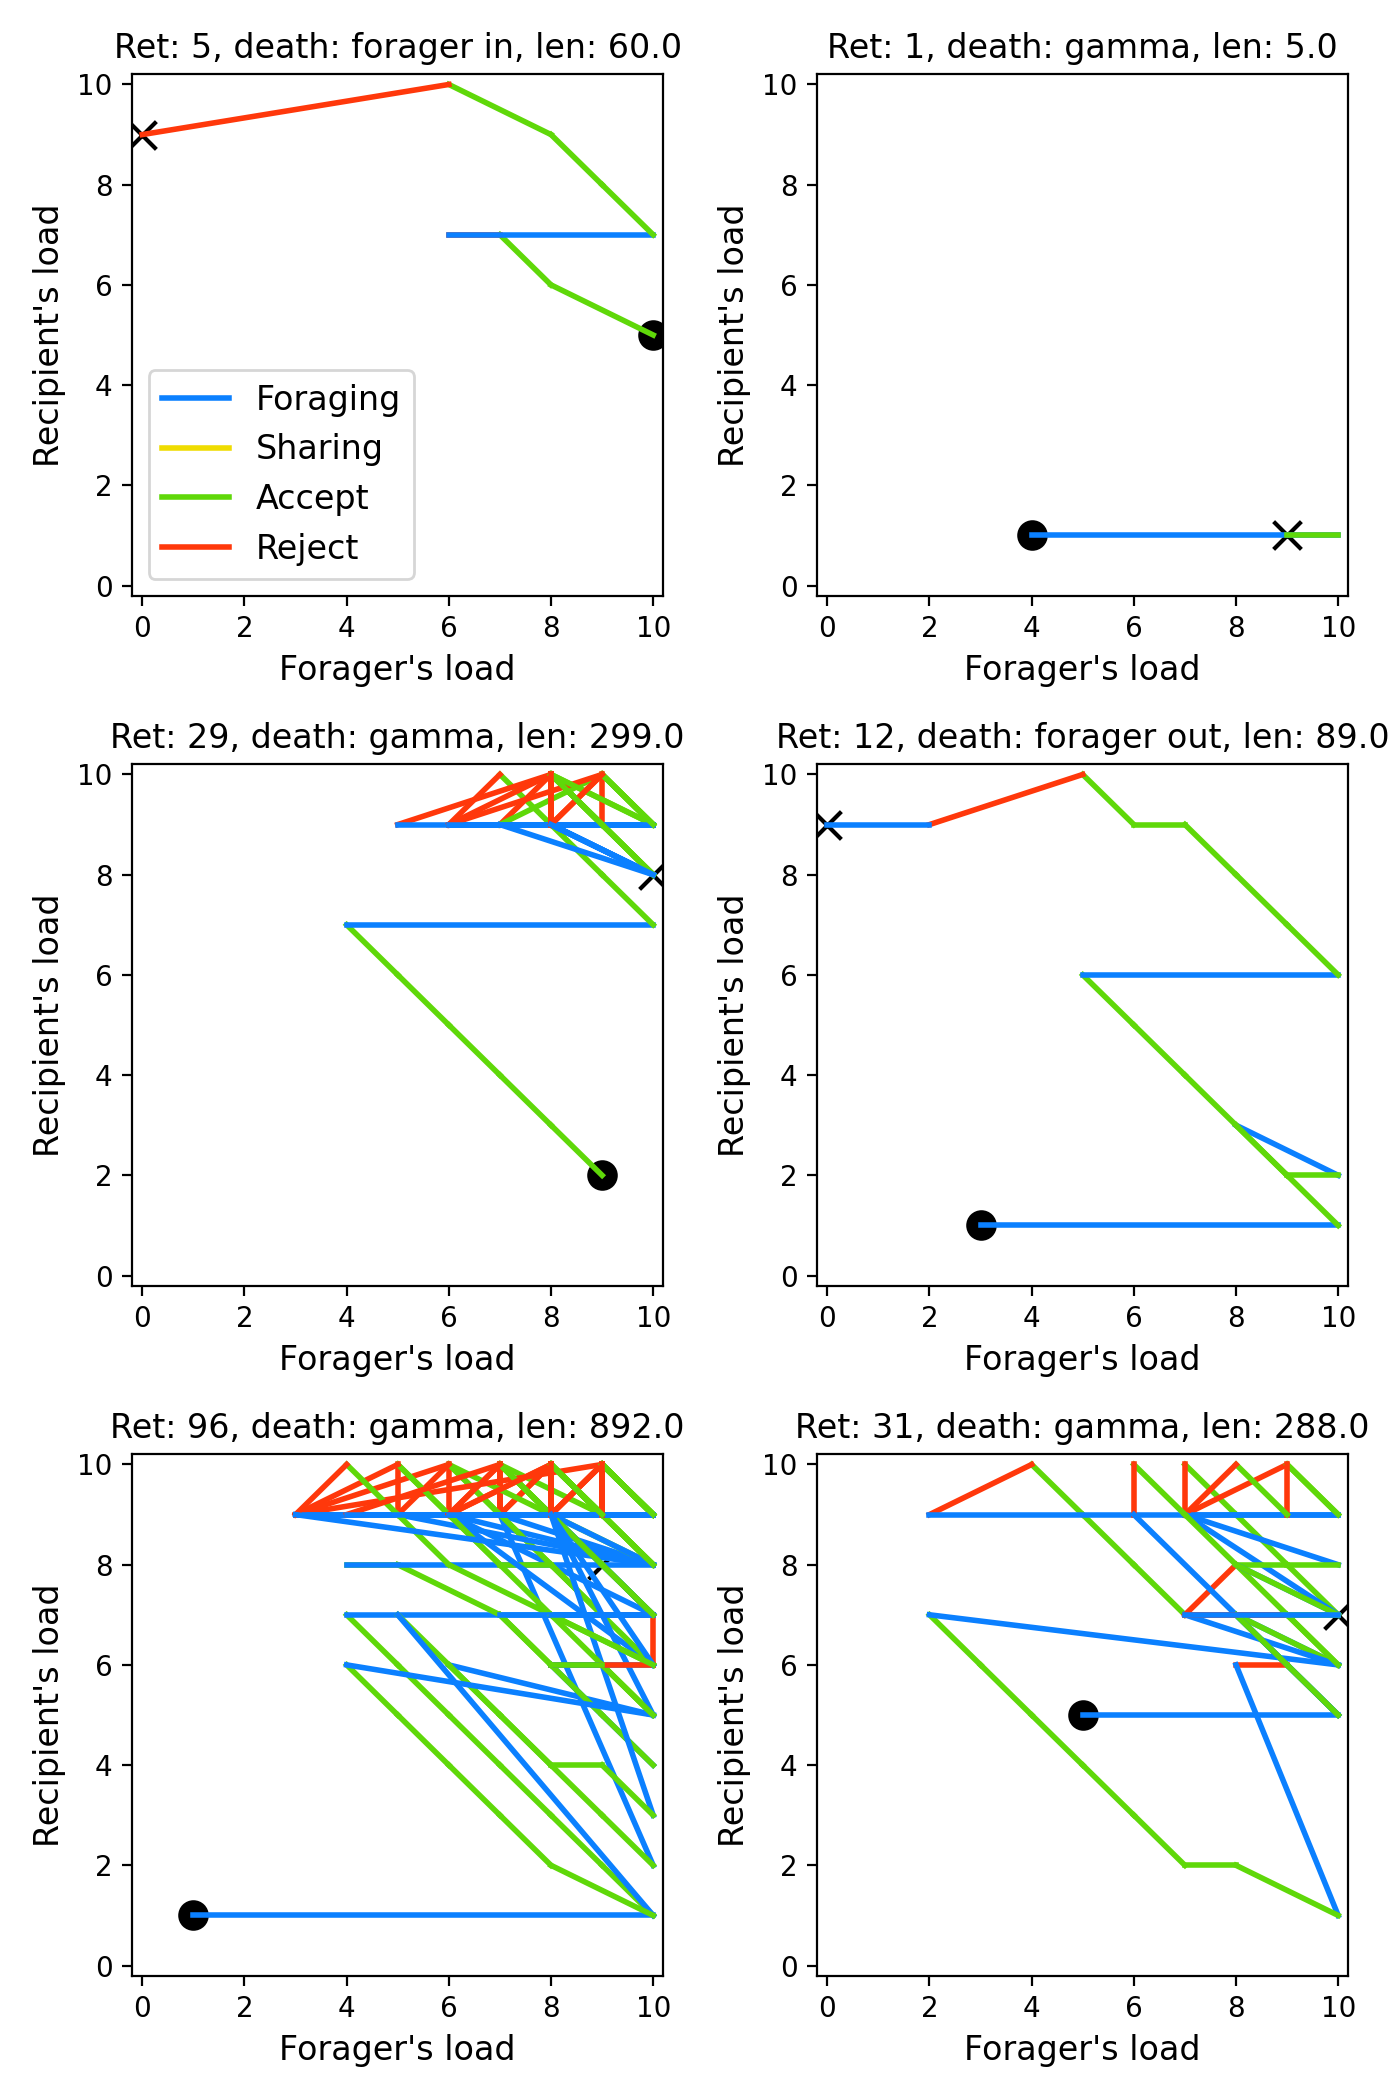 Ret: 5, death: forager in, len: 60.0
Recipient's load
10
8
6
4
2
0
Foraging
Sharing
Accept
Reject
0 2 4 6 8 10
Forager's load
Ret: 1, death: gamma, len: 5.0
Recipient's load
10
8
6
4
2
0
0 2 4 6 8 10
Forager's load
Ret: 29, death: gamma, len: 299.0
Recipient's load
10
8
6
4
2
0
0 2 4 6 8 10
Forager's load
Ret: 12, death: forager out, len: 89.0
Recipient's load
10
8
6
4
2
0
0 2 4 6 8 10
Forager's load
Ret: 96, death: gamma, len: 892.0
Recipient's load
10
8
6
4
2
0
0 2 4 6 8 10
Forager's load
Ret: 31, death: gamma, len: 288.0
Recipient's load
10
8
6
4
2
0
0 2 4 6 8 10
Forager's load